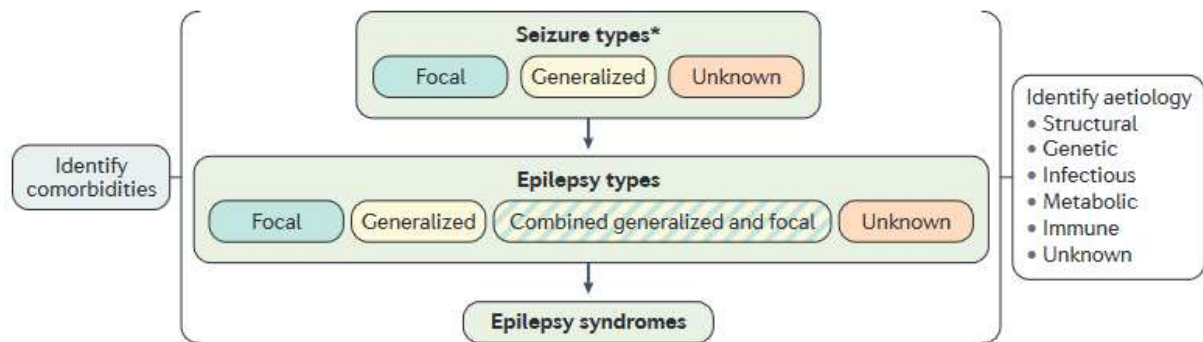 Seizure types*
Focal
Generalized
Unknown
Identify
comorbidities
Epilepsy types
Focal
Generalized
Combined generalized and focal
Unknown
Epilepsy syndromes
Identify aetiology
• Structural
• Genetic
• Infectious
• Metabolic
• Immune
• Unknown